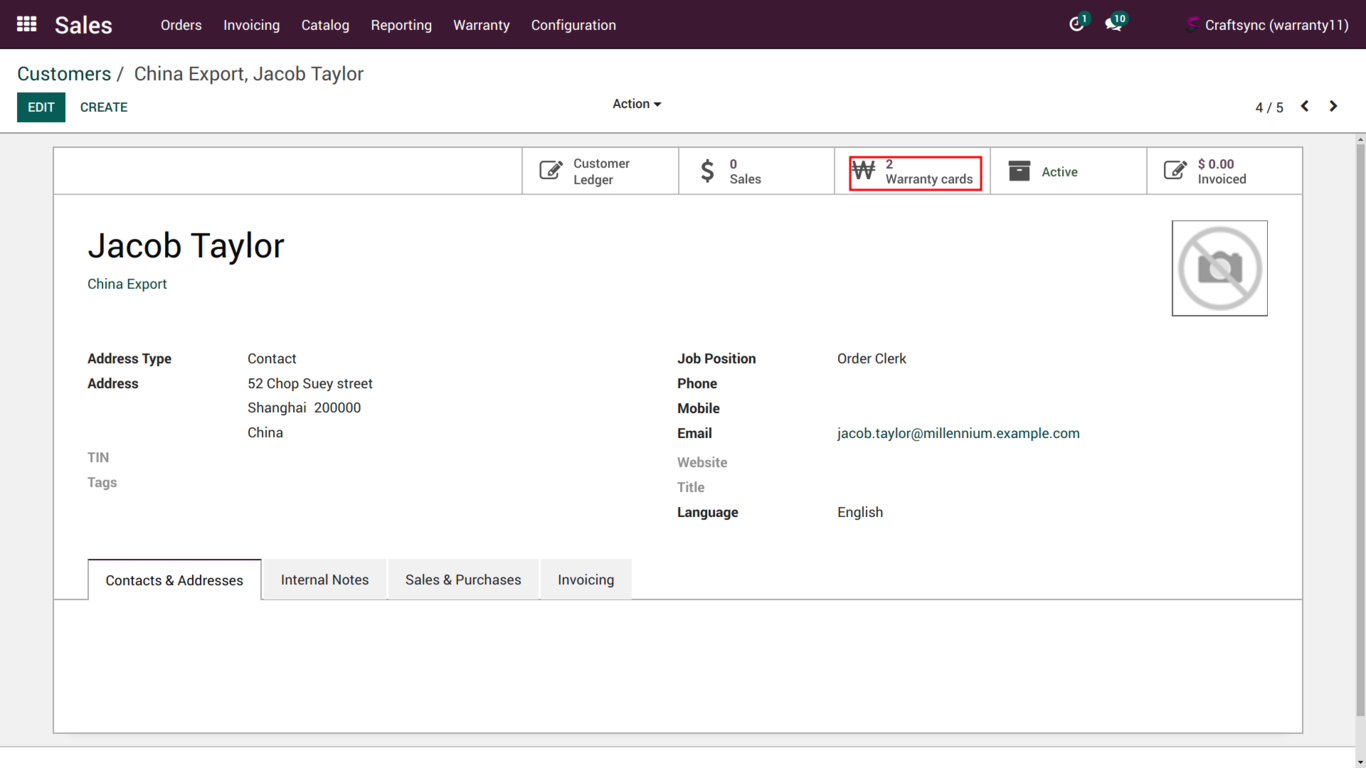 Sales Orders Invoicing Catalog Reporting Warranty Configuration 1 10 Craftsync (warranty11)
Customers / China Export, Jacob Taylor
EDIT CREATE Action 4 / 5
Customer
Ledger
0
Sales
2
Warranty cards
Active
$ 0.00
Invoiced
Jacob Taylor
China Export
Address Type Contact
Address 52 Chop Suey street
Shanghai 200000
China
TIN
Tags
Job Position Order Clerk
Phone
Mobile
Email jacob.taylor@millennium.example.com
Website
Title
Language English
Contacts & Addresses Internal Notes Sales & Purchases Invoicing